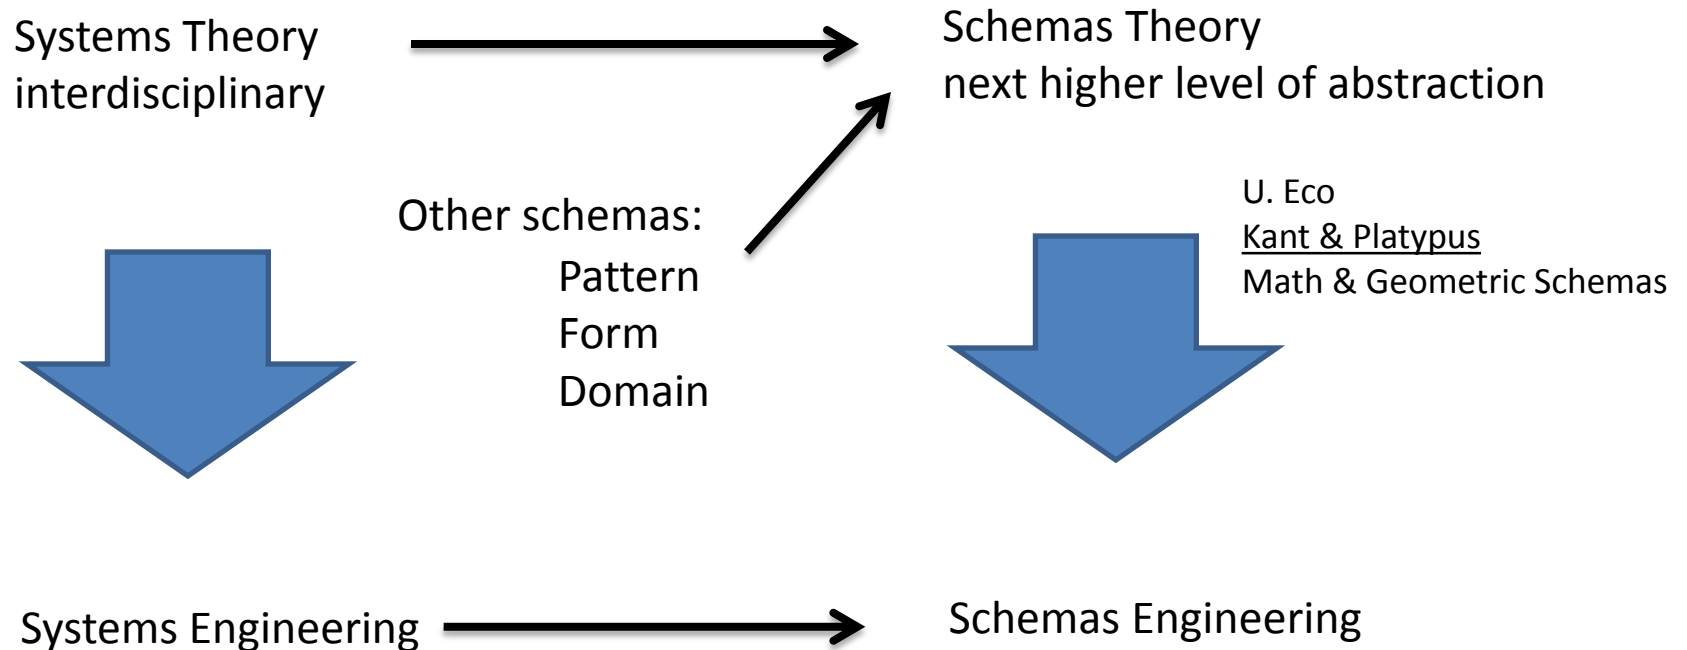 Systems Theory
interdisciplinary
Schemas Theory
next higher level of abstraction
Other schemas:
Pattern
Form
Domain
U. Eco
Kant & Platypus
Math & Geometric Schemas
Systems Engineering
Schemas Engineering